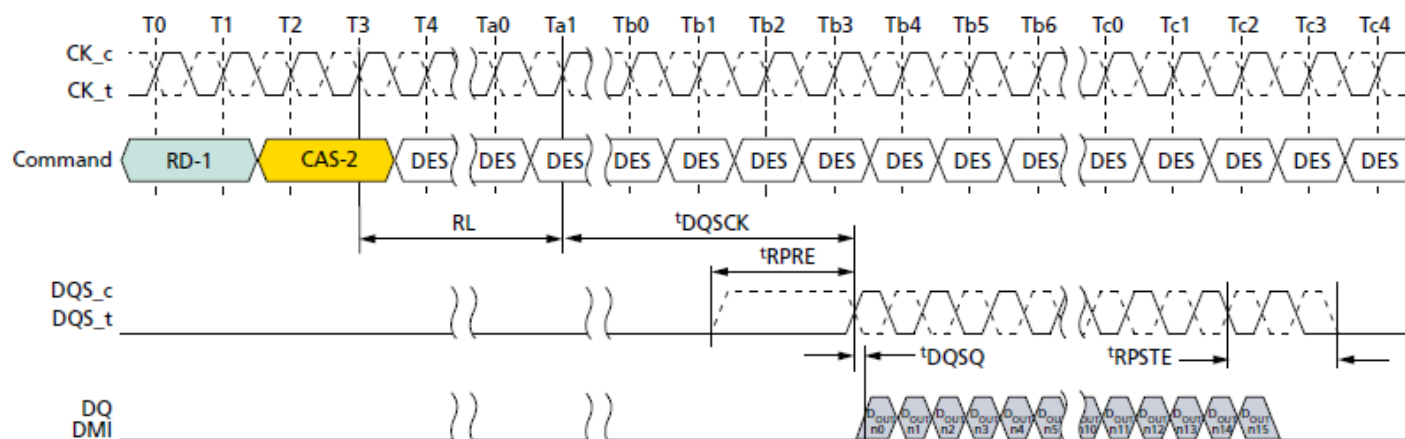 T0 T1 T2 T3 T4 Ta0 Ta1 Tb0 Tb1 Tb2 Tb3 Tb4 Tb5 Tb6 Tc0 Tc1 Tc2 Tc3 Tc4
CK_c
CK_t
Command RD-1 CAS-2 DES DES DES DES DES DES DES DES DES DES DES DES DES DES DES
RL tDQSCK
tRPRE
DQS_c
DQS_t
tDQSQ tRPSTE
DQ
DMI
DOUT n0 DOUT n1 DOUT n2 DOUT n3 DOUT n4 DOUT n5 DOUT n10 DOUT n11 DOUT n12 DOUT n13 DOUT n14 DOUT n15